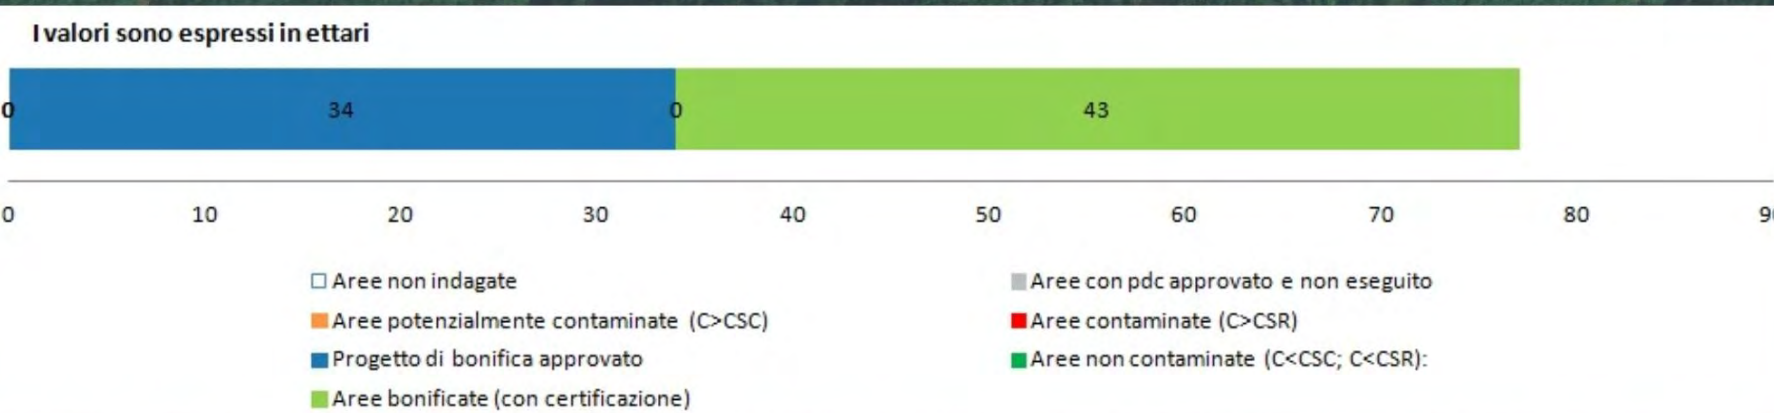 I valori sono espressi in ettari
0 34 0 43
0 10 20 30 40 50 60 70 80
Aree non indagate
Aree con pdc approvato e non eseguito
Aree potenzialmente contaminate (C>CSC)
Aree contaminate (C>CSR)
Progetto di bonifica approvato
Aree non contaminate (C<CSC; C<CSR):
Aree bonificate (con certificazione)